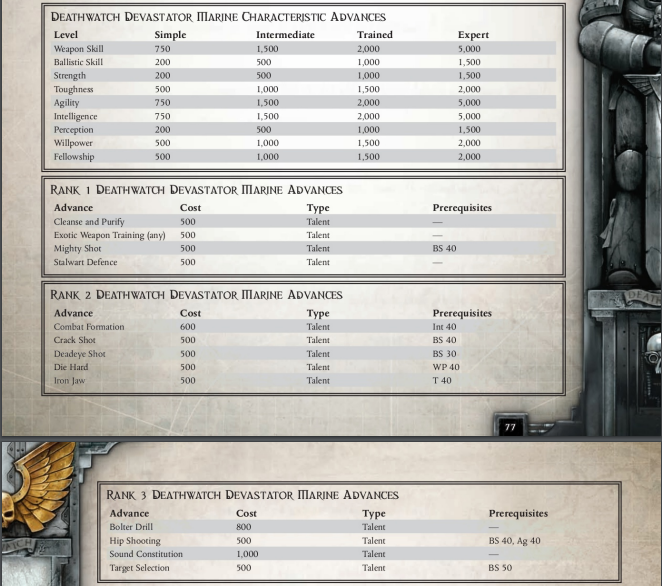 Deathwatch Devastator Marine Characteristic Advances
Level Simple Intermediate Trained Expert
Weapon Skill 750 1,500 2,000 5,000
Ballistic Skill 200 500 1,000 1,500
Strength 200 500 1,000 1,500
Toughness 500 1,000 1,500 2,000
Agility 750 1,500 2,000 5,000
Intelligence 750 1,500 2,000 5,000
Perception 200 500 1,000 1,500
Willpower 500 1,000 1,500 2,000
Fellowship 500 1,000 1,500 2,000
Rank 1 Deathwatch Devastator Marine Advances
Advance Cost Type Prerequisites
Cleanse and Purify 500 Talent —
Exotic Weapon Training (any) 500 Talent —
Mighty Shot 500 Talent BS 40
Stalwart Defence 500 Talent —
Rank 2 Deathwatch Devastator Marine Advances
Advance Cost Type Prerequisites
Combat Formation 600 Talent Int 40
Crack Shot 500 Talent BS 40
Deadeye Shot 500 Talent BS 30
Die Hard 500 Talent WP 40
Iron Jaw 500 Talent T 40
77
Rank 3 Deathwatch Devastator Marine Advances
Advance Cost Type Prerequisites
Bolter Drill 800 Talent —
Hip Shooting 500 Talent BS 40, Ag 40
Sound Constitution 1,000 Talent —
Target Selection 500 Talent BS 50